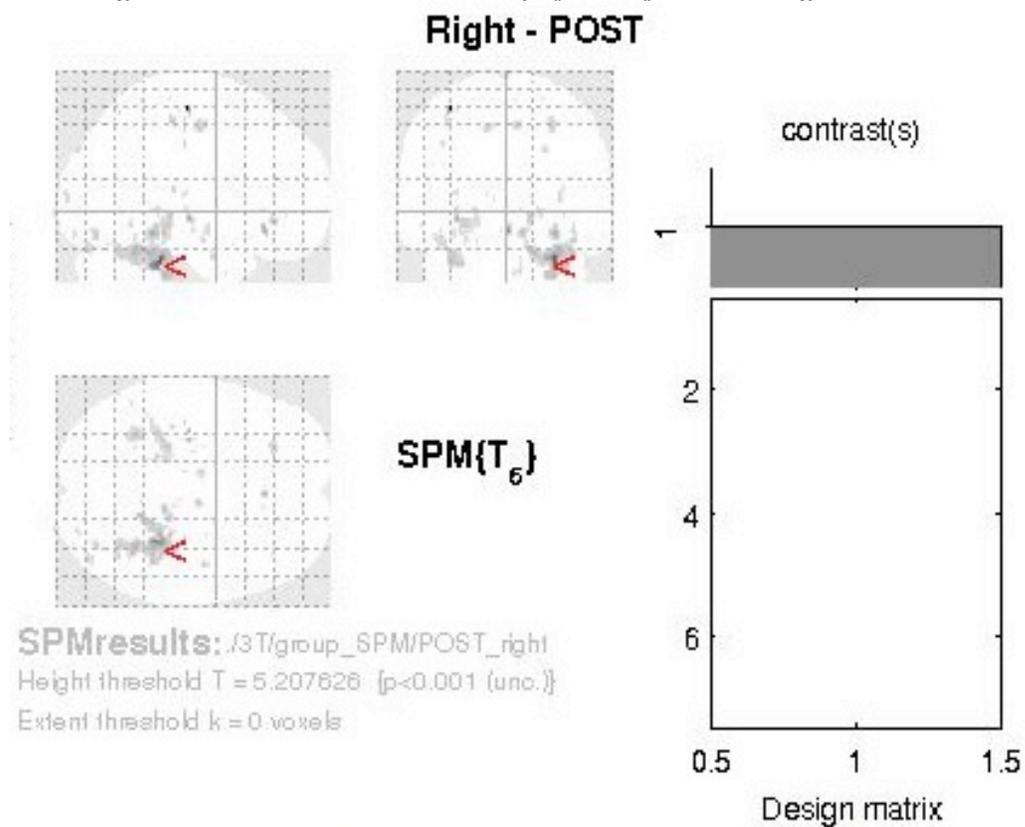 Right - POST
contrast(s)
1
2
4
6
0.5 1 1.5
Design matrix
<
<
<
SPM{T6}
SPMresults: ./3T/group_SPM/POST_right
Height threshold T = 5.207626 {p<0.001 (unc.)}
Extent threshold k = 0 voxels